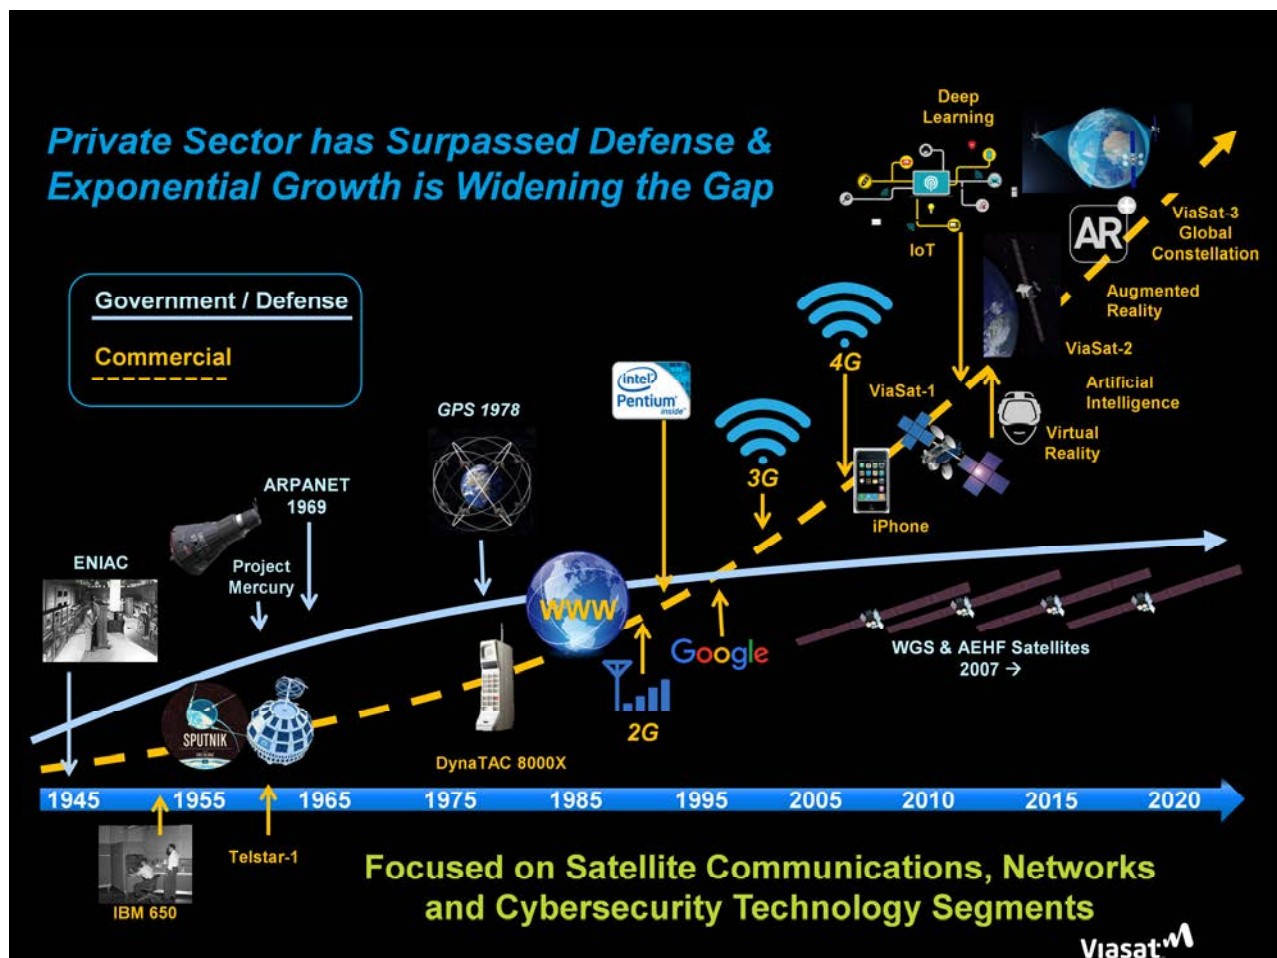 Private Sector has Surpassed Defense &
Exponential Growth is Widening the Gap
Government / Defense
Commercial
Deep
Learning
IoT
AR
ViaSat-3
Global
Constellation
Augmented
Reality
ViaSat-2
Artificial
Intelligence
Virtual
Reality
4G
ViaSat-1
iPhone
intel
Pentium
inside
3G
GPS 1978
ARPANET
1969
Project
Mercury
ENIAC
WWW
Google
2G
DynaTAC 8000X
SPUTNIK
WGS & AEHF Satellites
2007 →
1945 1955 1965 1975 1985 1995 2005 2010 2015 2020
IBM 650
Telstar-1
Focused on Satellite Communications, Networks
and Cybersecurity Technology Segments
Viasat